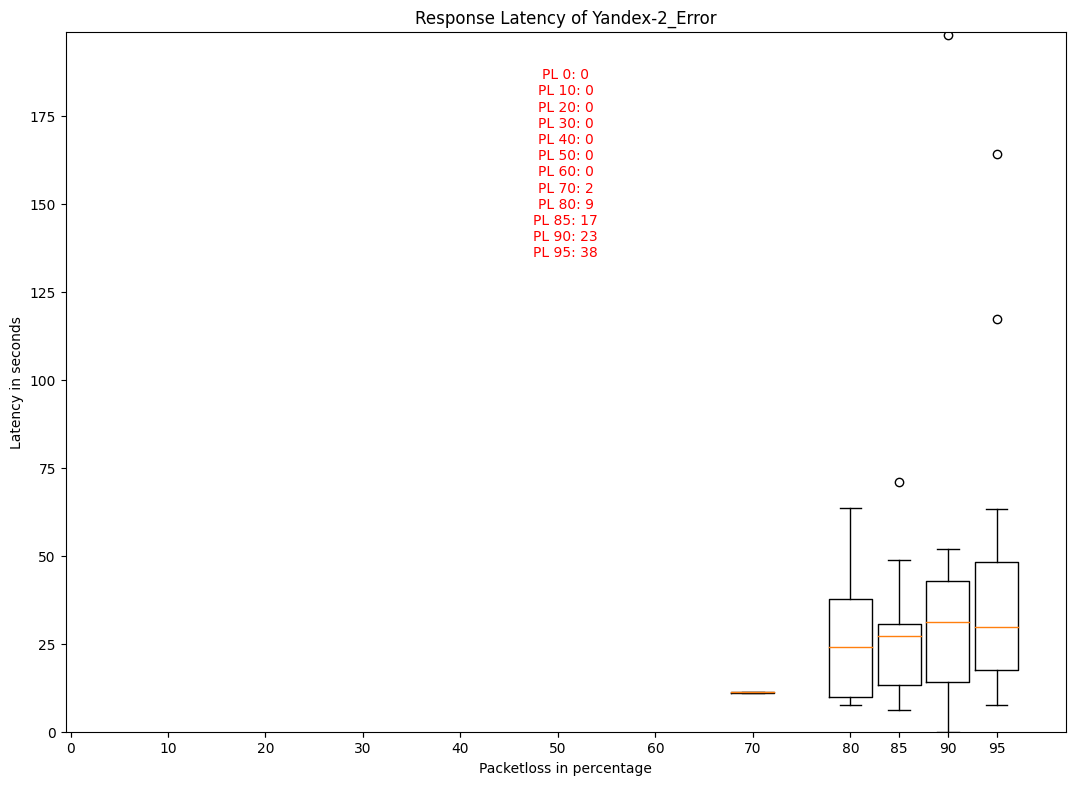 Response Latency of Yandex-2_Error
PL 0: 0
PL 10: 0
PL 20: 0
PL 30: 0
PL 40: 0
PL 50: 0
PL 60: 0
PL 70: 2
PL 80: 9
PL 85: 17
PL 90: 23
PL 95: 38
175
150
125
100
75
50
25
0
Latency in seconds
0 10 20 30 40 50 60 70 80 85 90 95
Packetloss in percentage